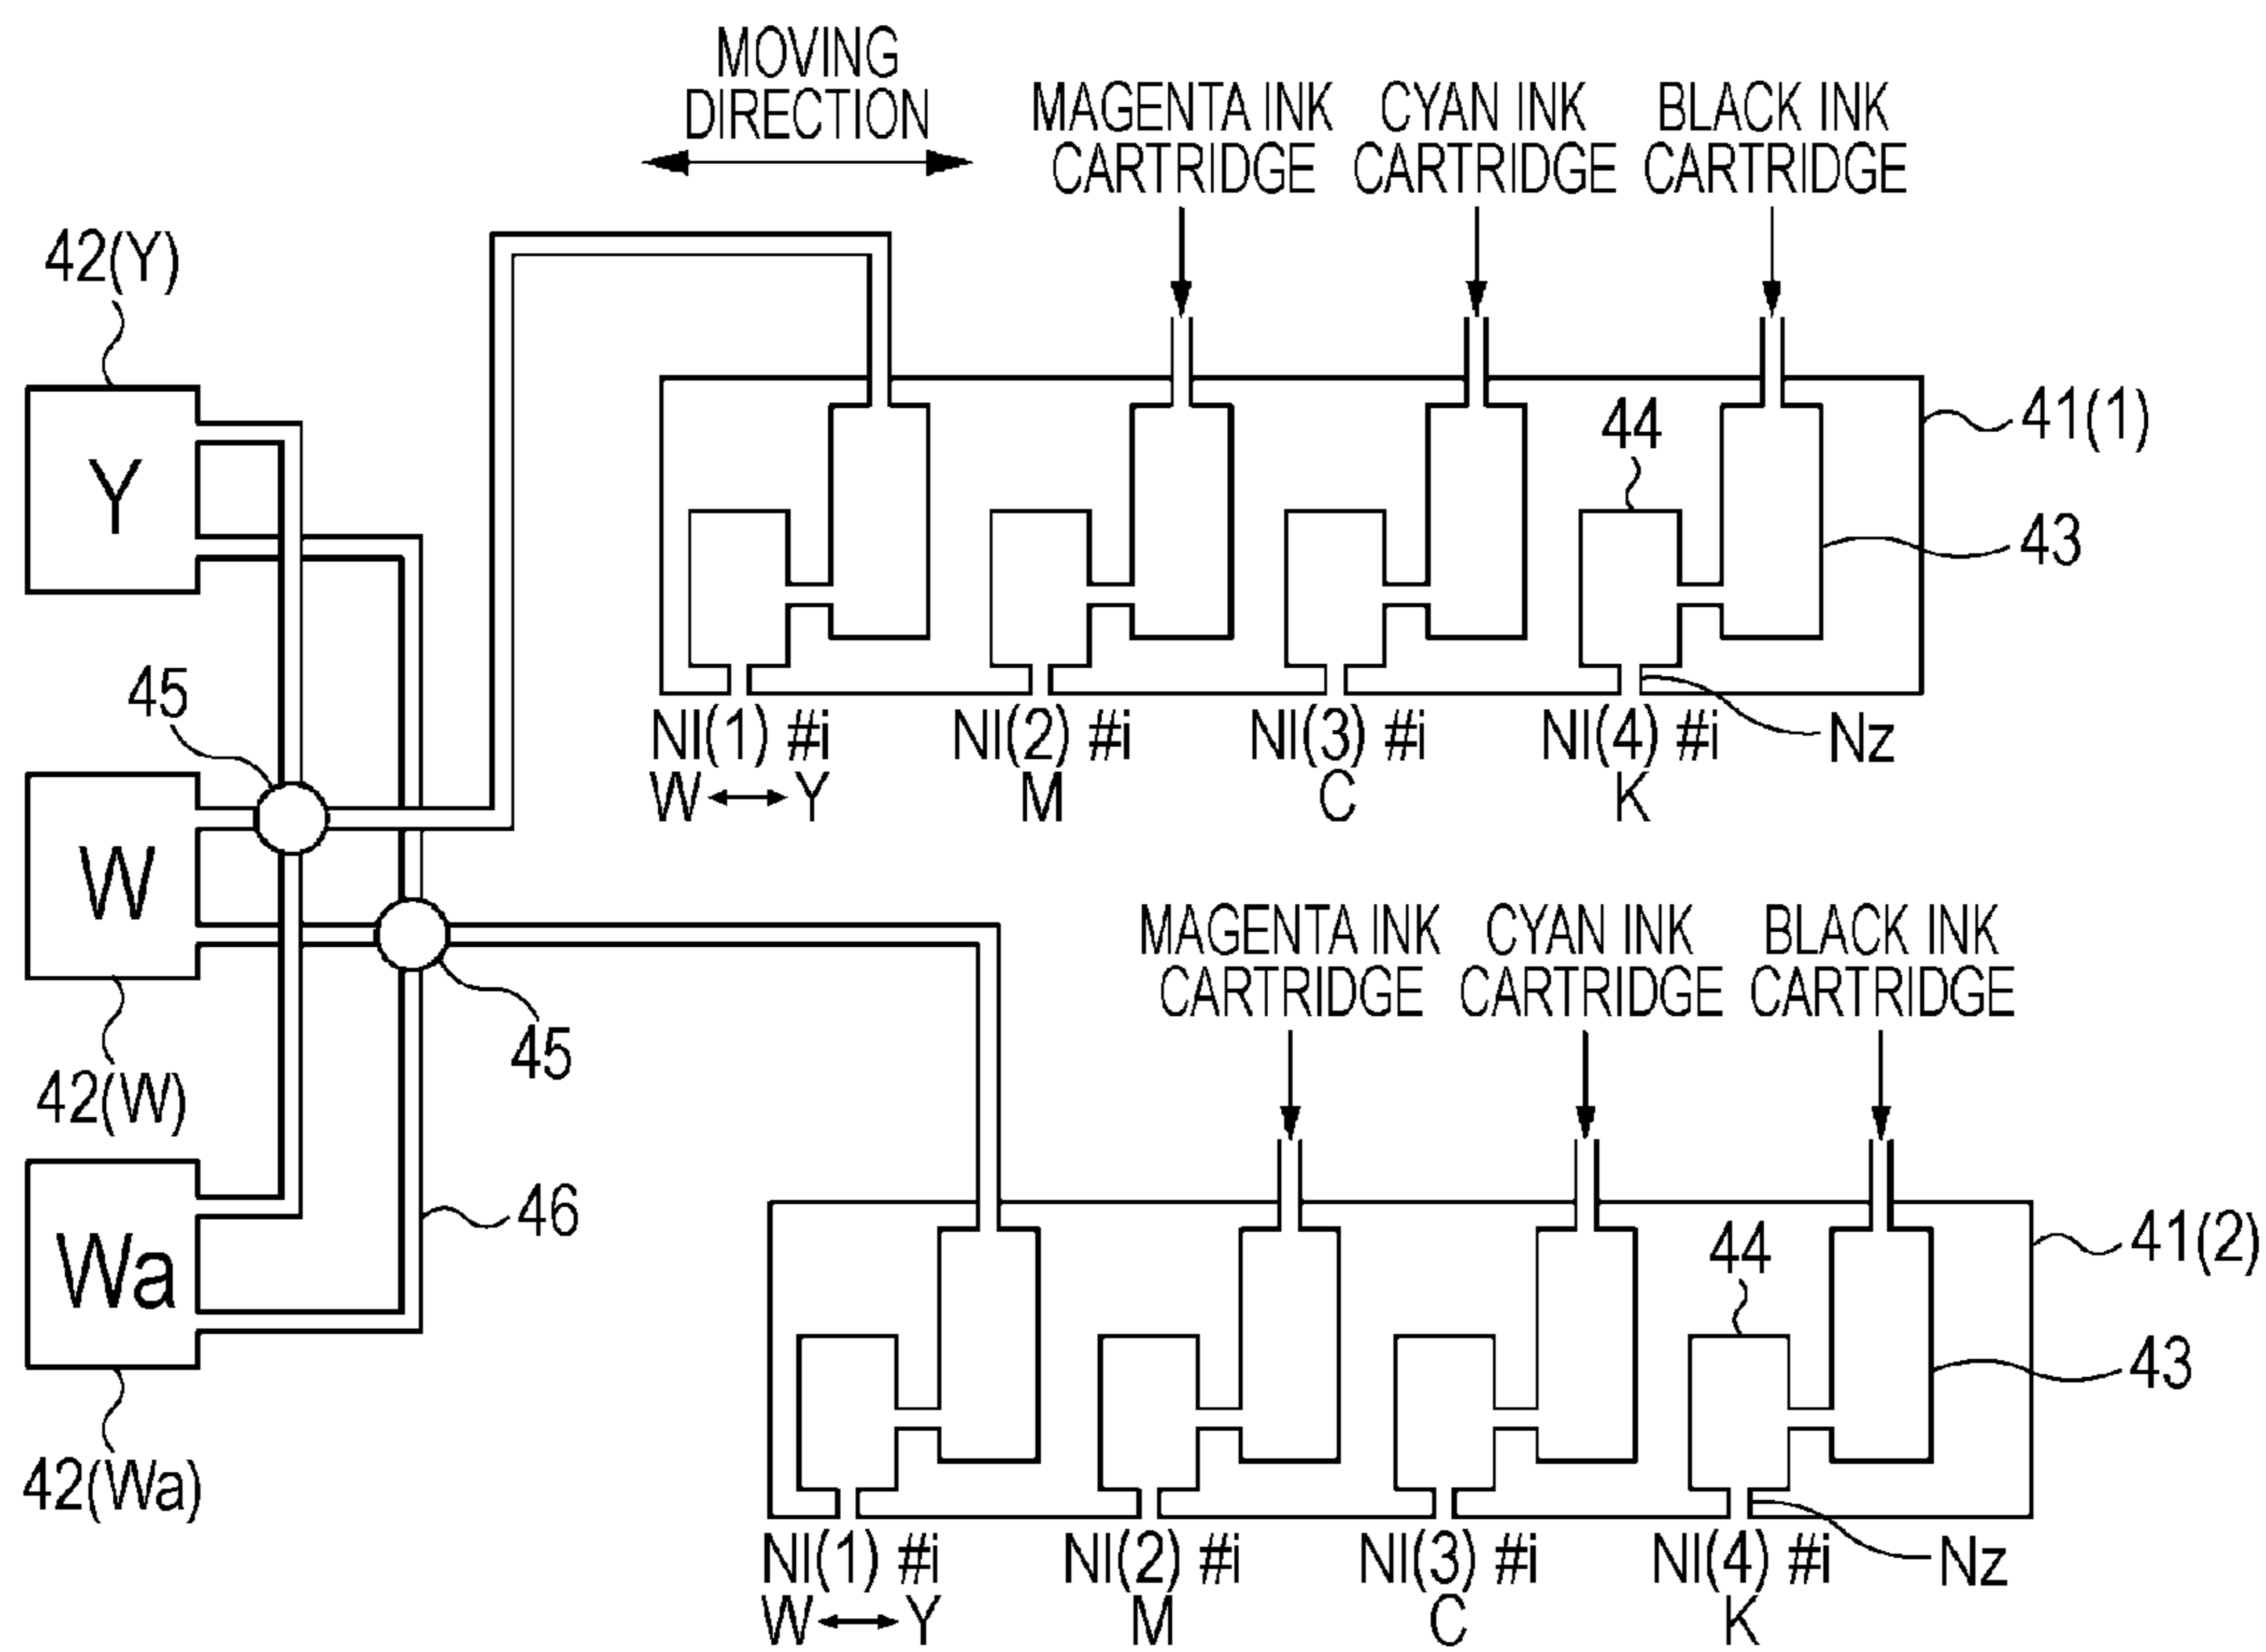 MOVING
DIRECTION
MAGENTA INK
CARTRIDGE
CYAN INK
CARTRIDGE
BLACK INK
CARTRIDGE
42(Y)
Y
44
41(1)
43
45
NI(1) #i
W Y
NI(2) #i
M
NI(3) #i
C
NI(4) #i
K
Nz
W
42(W)
45
MAGENTA INK
CARTRIDGE
CYAN INK
CARTRIDGE
BLACK INK
CARTRIDGE
Wa
42(Wa)
46
44
41(2)
43
NI(1) #i
W Y
NI(2) #i
M
NI(3) #i
C
NI(4) #i
K
Nz